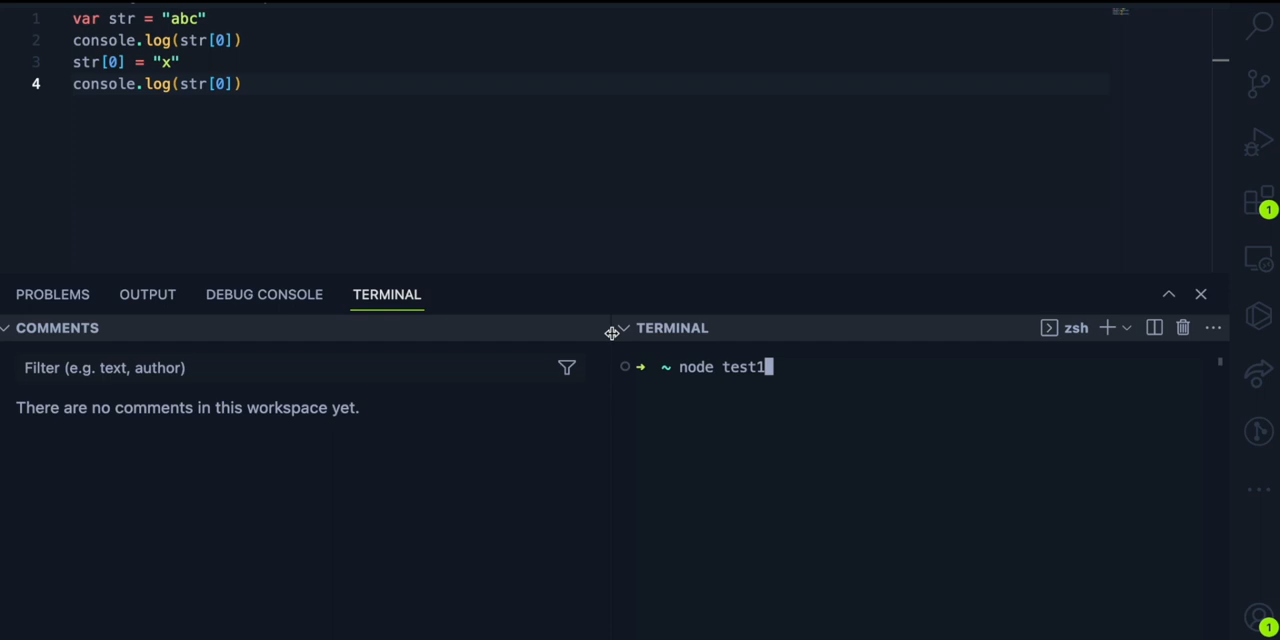 1 var str = "abc"
2 console.log(str[0])
3 str[0] = "x"
4 console.log(str[0])
PROBLEMS OUTPUT DEBUG CONSOLE TERMINAL
COMMENTS
TERMINAL
zsh
Filter (e.g. text, author)
There are no comments in this workspace yet.
➜ ~ node test1
1
1